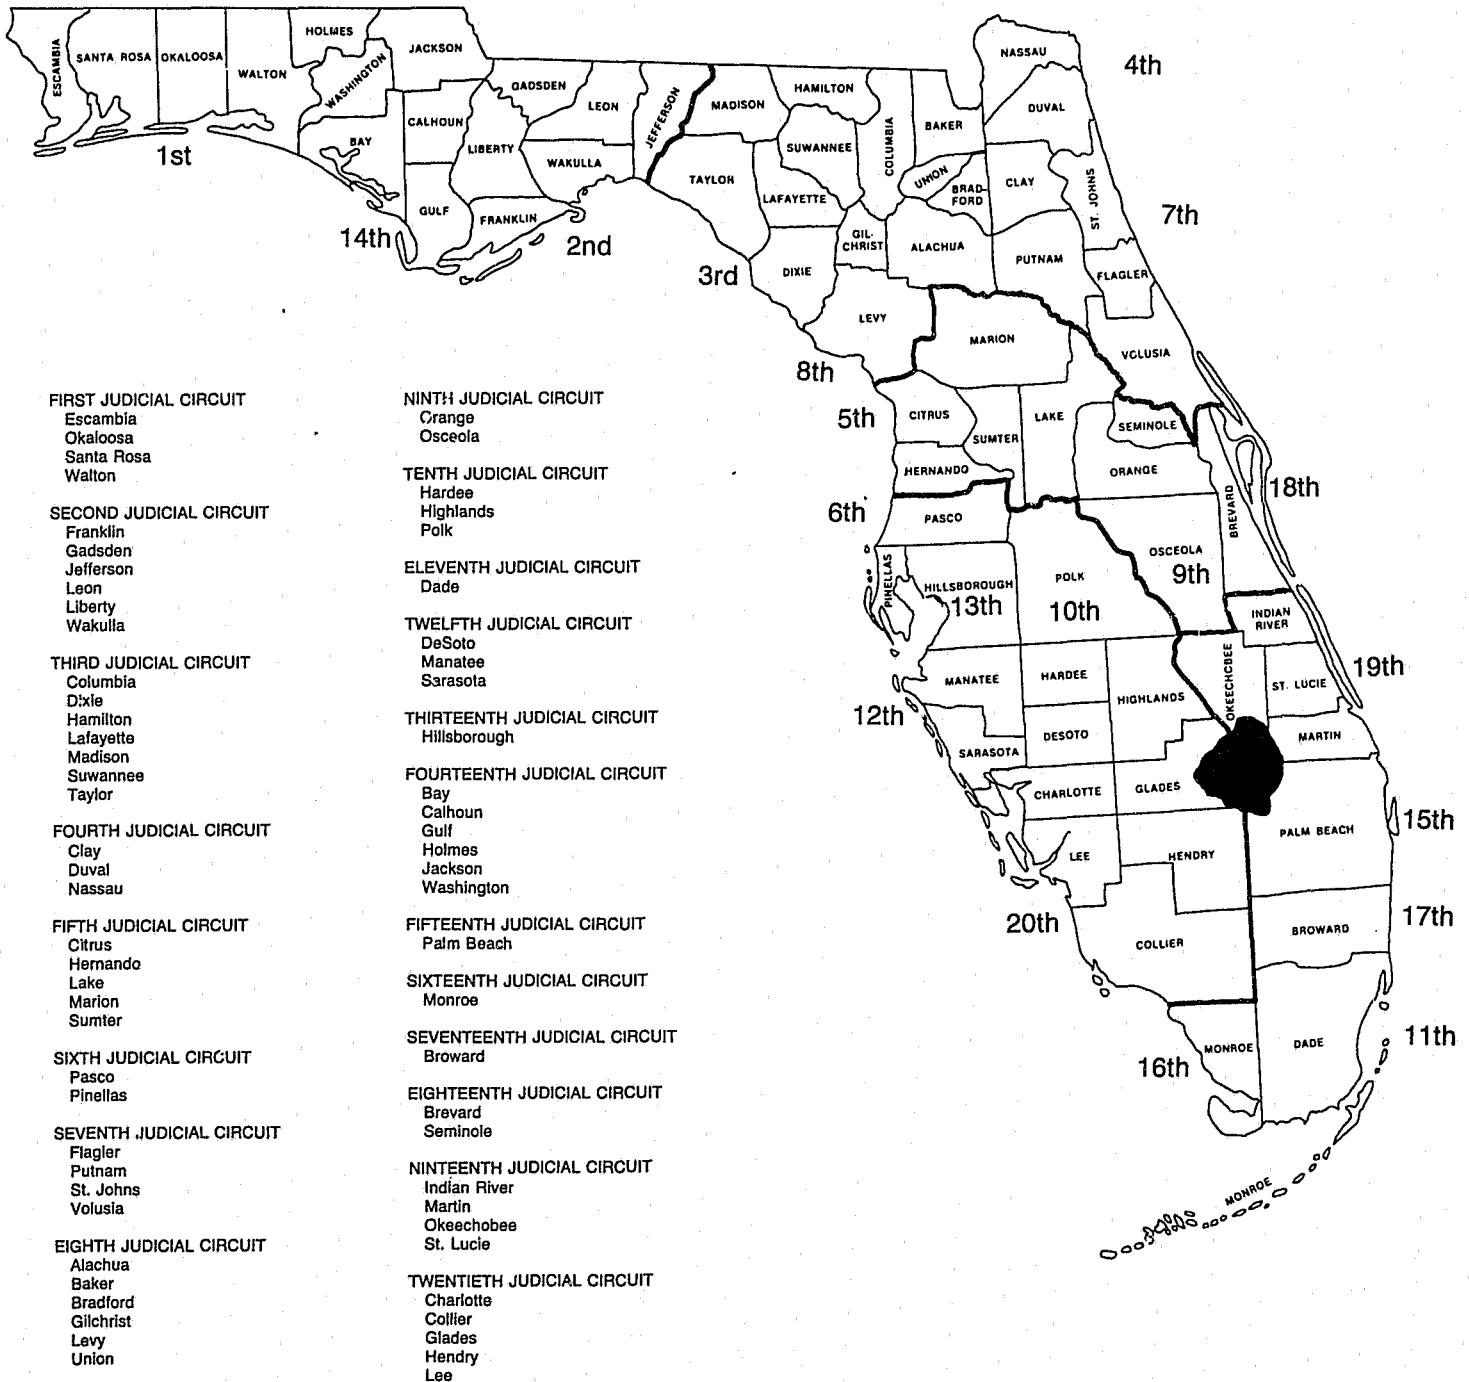 HOLMES
JACKSON
ESCAMBIA
SANTA ROSA
OKALOOSA
WALTON
WASHINGTON
GADSDEN
LEON
JEFFERSON
MADISON
HAMILTON
NASSAU
4th
DUVAL
CALHOUN
BAY
LIBERTY
WAKULLA
SUWANNEE
COLUMBIA
BAKER
1st
TAYLOR
LAFAYETTE
UNION
BRAD-
FORD
CLAY
ST. JOHNS
7th
GULF
FRANKLIN
14th
2nd
3rd
DIXIE
GIL-
CHRIST
ALACHUA
PUTNAM
FLAGLER
LEVY
MARION
VOLUSIA
8th
5th
CITRUS
SUMTER
LAKE
SEMINOLE
HERNANDO
ORANGE
BREVARD
18th
6th
PASCO
OSCEOLA
9th
PINELLAS
HILLSBOROUGH
13th
POLK
10th
INDIAN
RIVER
MANATEE
HARDEE
HIGHLANDS
OKEECHOBEE
ST. LUCIE
19th
12th
SARASOTA
DESOTO
MARTIN
CHARLOTTE
GLADES
PALM BEACH
15th
LEE
HENDRY
20th
COLLIER
BROWARD
17th
MONROE
16th
DADE
11th
MONROE
FIRST JUDICIAL CIRCUIT
Escambia
Okaloosa
Santa Rosa
Walton
SECOND JUDICIAL CIRCUIT
Franklin
Gadsden
Jefferson
Leon
Liberty
Wakulla
THIRD JUDICIAL CIRCUIT
Columbia
Dixie
Hamilton
Lafayette
Madison
Suwannee
Taylor
FOURTH JUDICIAL CIRCUIT
Clay
Duval
Nassau
FIFTH JUDICIAL CIRCUIT
Citrus
Hernando
Lake
Marion
Sumter
SIXTH JUDICIAL CIRCUIT
Pasco
Pinellas
SEVENTH JUDICIAL CIRCUIT
Flagler
Putnam
St. Johns
Volusia
EIGHTH JUDICIAL CIRCUIT
Alachua
Baker
Bradford
Gilchrist
Levy
Union
NINTH JUDICIAL CIRCUIT
Orange
Osceola
TENTH JUDICIAL CIRCUIT
Hardee
Highlands
Polk
ELEVENTH JUDICIAL CIRCUIT
Dade
TWELFTH JUDICIAL CIRCUIT
DeSoto
Manatee
Sarasota
THIRTEENTH JUDICIAL CIRCUIT
Hillsborough
FOURTEENTH JUDICIAL CIRCUIT
Bay
Calhoun
Gulf
Holmes
Jackson
Washington
FIFTEENTH JUDICIAL CIRCUIT
Palm Beach
SIXTEENTH JUDICIAL CIRCUIT
Monroe
SEVENTEENTH JUDICIAL CIRCUIT
Broward
EIGHTEENTH JUDICIAL CIRCUIT
Brevard
Seminole
NINTEENTH JUDICIAL CIRCUIT
Indian River
Martin
Okeechobee
St. Lucie
TWENTIETH JUDICIAL CIRCUIT
Charlotte
Collier
Glades
Hendry
Lee